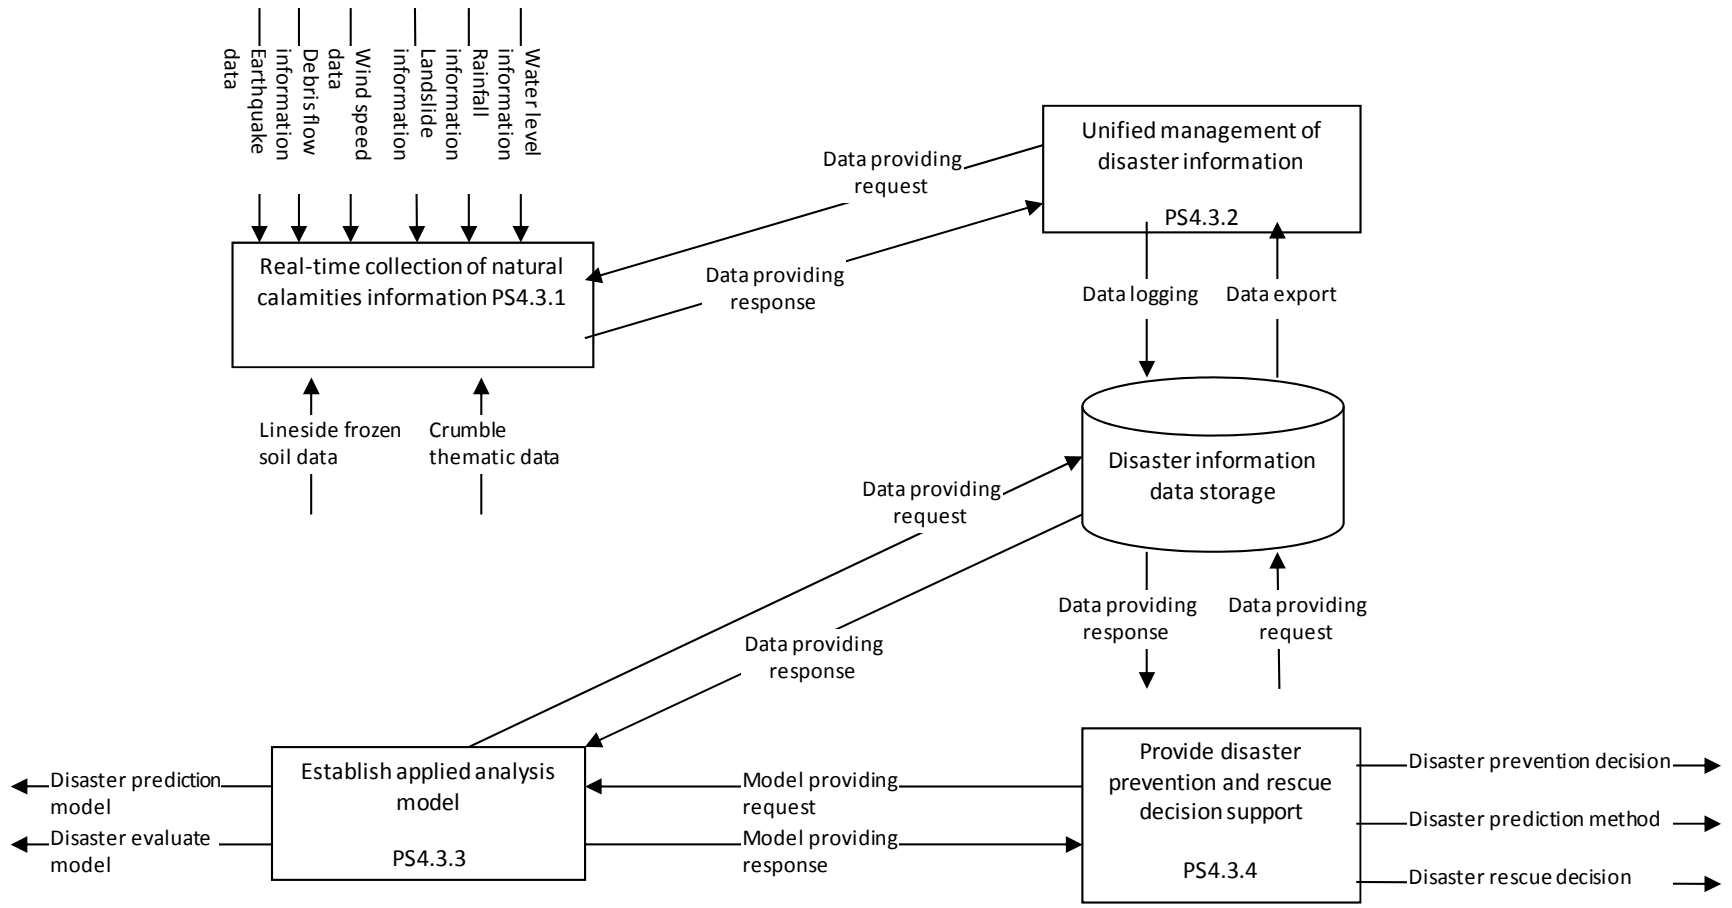 Earthquake
data
Debris flow
information
Wind speed
data
Landslide
information
Rainfall
information
Water level
information
Unified management of
disaster information
PS4.3.2
Data providing
request
Real-time collection of natural
calamities information PS4.3.1
Data providing
response
Data logging
Data export
Lineside frozen
soil data
Crumble
thematic data
Disaster information
data storage
Data providing
request
Data providing
response
Data providing
request
Data providing
response
Establish applied analysis
model
PS4.3.3
Provide disaster
prevention and rescue
decision support
PS4.3.4
Disaster prediction
model
Disaster evaluate
model
Model providing
request
Model providing
response
Disaster prevention decision
Disaster prediction method
Disaster rescue decision